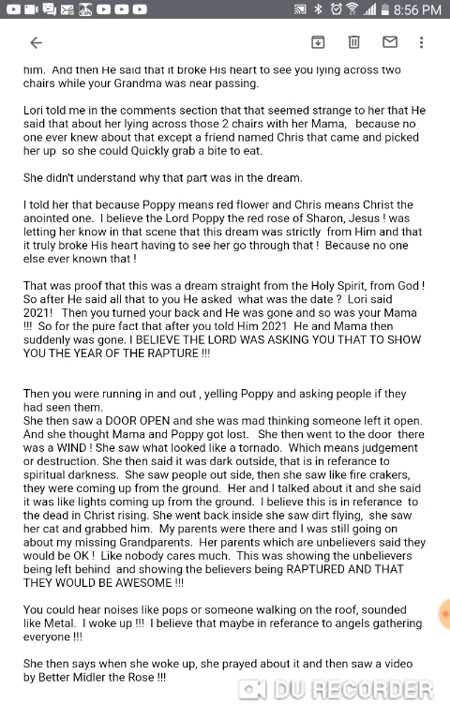 8:56 PM
him. And then He said that it broke His heart to see you lying across two
chairs while your Grandma was near passing.
Lori told me in the comments section that that seemed strange to her that He
said that about her lying across those 2 chairs with her Mama, because no
one ever knew about that except a friend named Chris that came and picked
her up so she could Quickly grab a bite to eat.
She didn't understand why that part was in the dream.
I told her that because Poppy means red flower and Chris means Christ the
anointed one. I believe the Lord Poppy the red rose of Sharon, Jesus ! was
letting her know in that scene that this dream was strictly from Him and that
it truly broke His heart having to see her go through that ! Because no one
else ever known that !
That was proof that this was a dream straight from the Holy Spirit, from God !
So after He said all that to you He asked what was the date ? Lori said
2021! Then you turned your back and He was gone and so was your Mama
!!! So for the pure fact that after you told Him 2021 He and Mama then
suddenly was gone. I BELIEVE THE LORD WAS ASKING YOU THAT TO SHOW
YOU THE YEAR OF THE RAPTURE !!!
Then you were running in and out , yelling Poppy and asking people if they
had seen them.
She then saw a DOOR OPEN and she was mad thinking someone left it open.
And she thought Mama and Poppy got lost. She then went to the door there
was a WIND ! She saw what looked like a tornado. Which means judgement
or destruction. She then said it was dark outside, that is in referance to
spiritual darkness. She saw people out side, then she saw like fire crakers,
they were coming up from the ground. Her and I talked about it and she said
it was like lights coming up from the ground. I believe this is in referance to
the dead in Christ rising. She went back inside she saw dirt flying, she saw
her cat and grabbed him. My parents were there and I was still going on
about my missing Grandparents. Her parents which are unbelievers said they
would be OK ! Like nobody cares much. This was showing the unbelievers
being left behind and showing the believers being RAPTURED AND THAT
THEY WOULD BE AWESOME !!!
You could hear noises like pops or someone walking on the roof, sounded
like Metal. I woke up !!! I believe that maybe in referance to angels gathering
everyone !!!
She then says when she woke up, she prayed about it and then saw a video
by Better Midler the Rose !!!
DU RECORDER